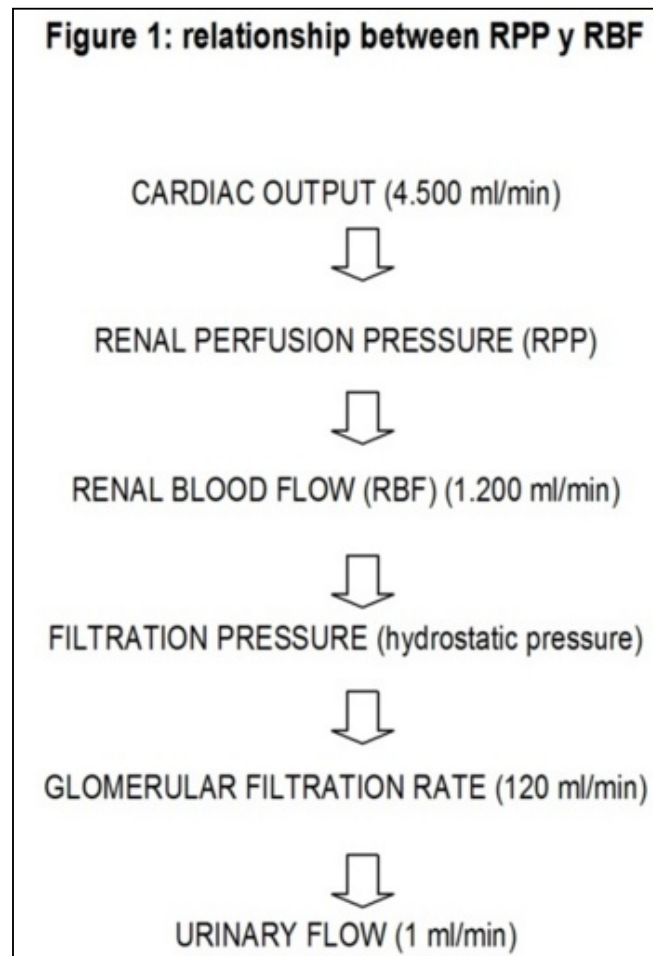 Figure 1: relationship between RPP y RBF
CARDIAC OUTPUT (4.500 ml/min)
RENAL PERFUSION PRESSURE (RPP)
RENAL BLOOD FLOW (RBF) (1.200 ml/min)
FILTRATION PRESSURE (hydrostatic pressure)
GLOMERULAR FILTRATION RATE (120 ml/min)
URINARY FLOW (1 ml/min)